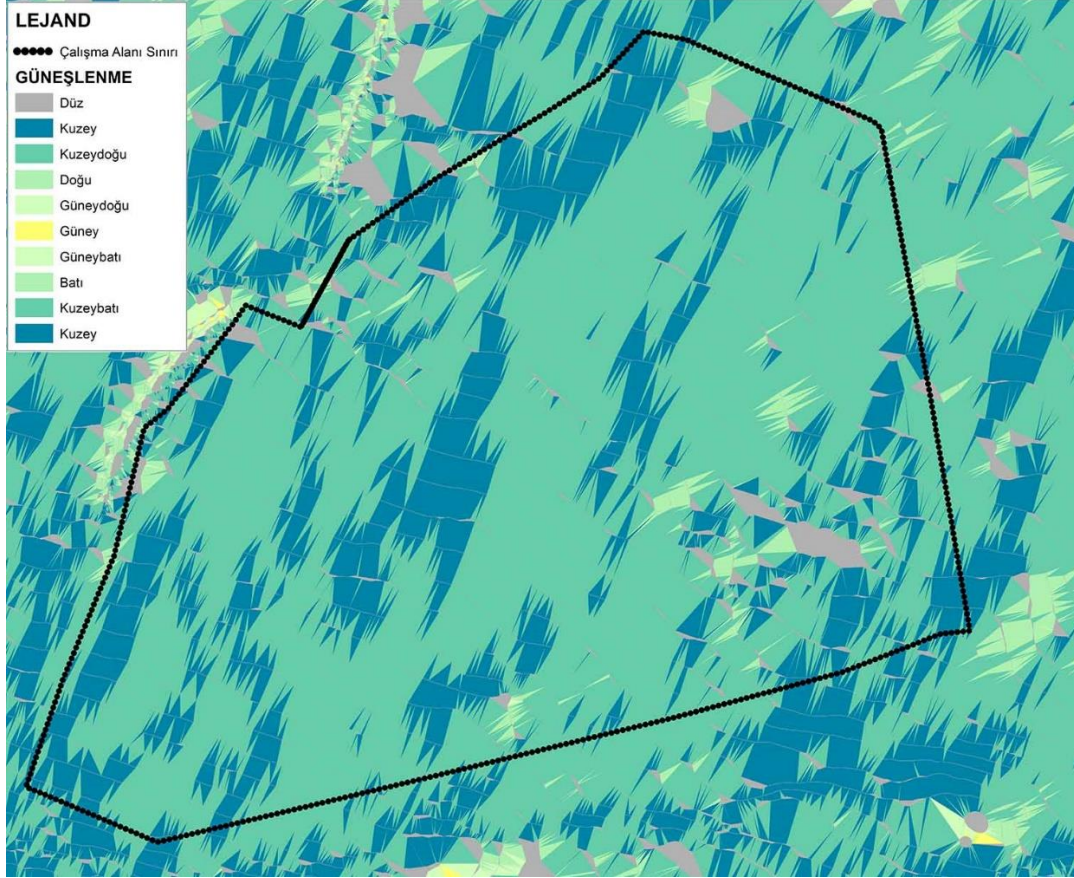 LEJAND
Çalışma Alanı Sınırı
GÜNEŞLENME
Düz
Kuzey
Kuzeydoğu
Doğu
Güneydoğu
Güney
Güneybatı
Batı
Kuzeybatı
Kuzey